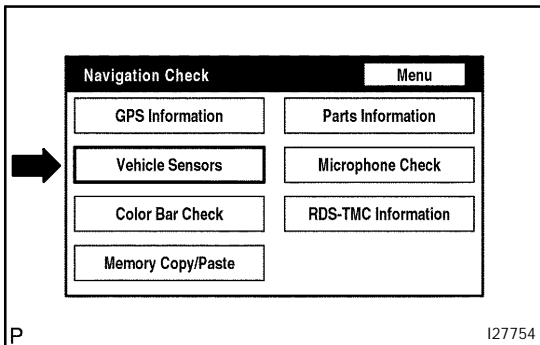 Navigation Check
Menu
GPS Information
Parts Information
Vehicle Sensors
Microphone Check
Color Bar Check
RDS-TMC Information
Memory Copy/Paste
P
I27754